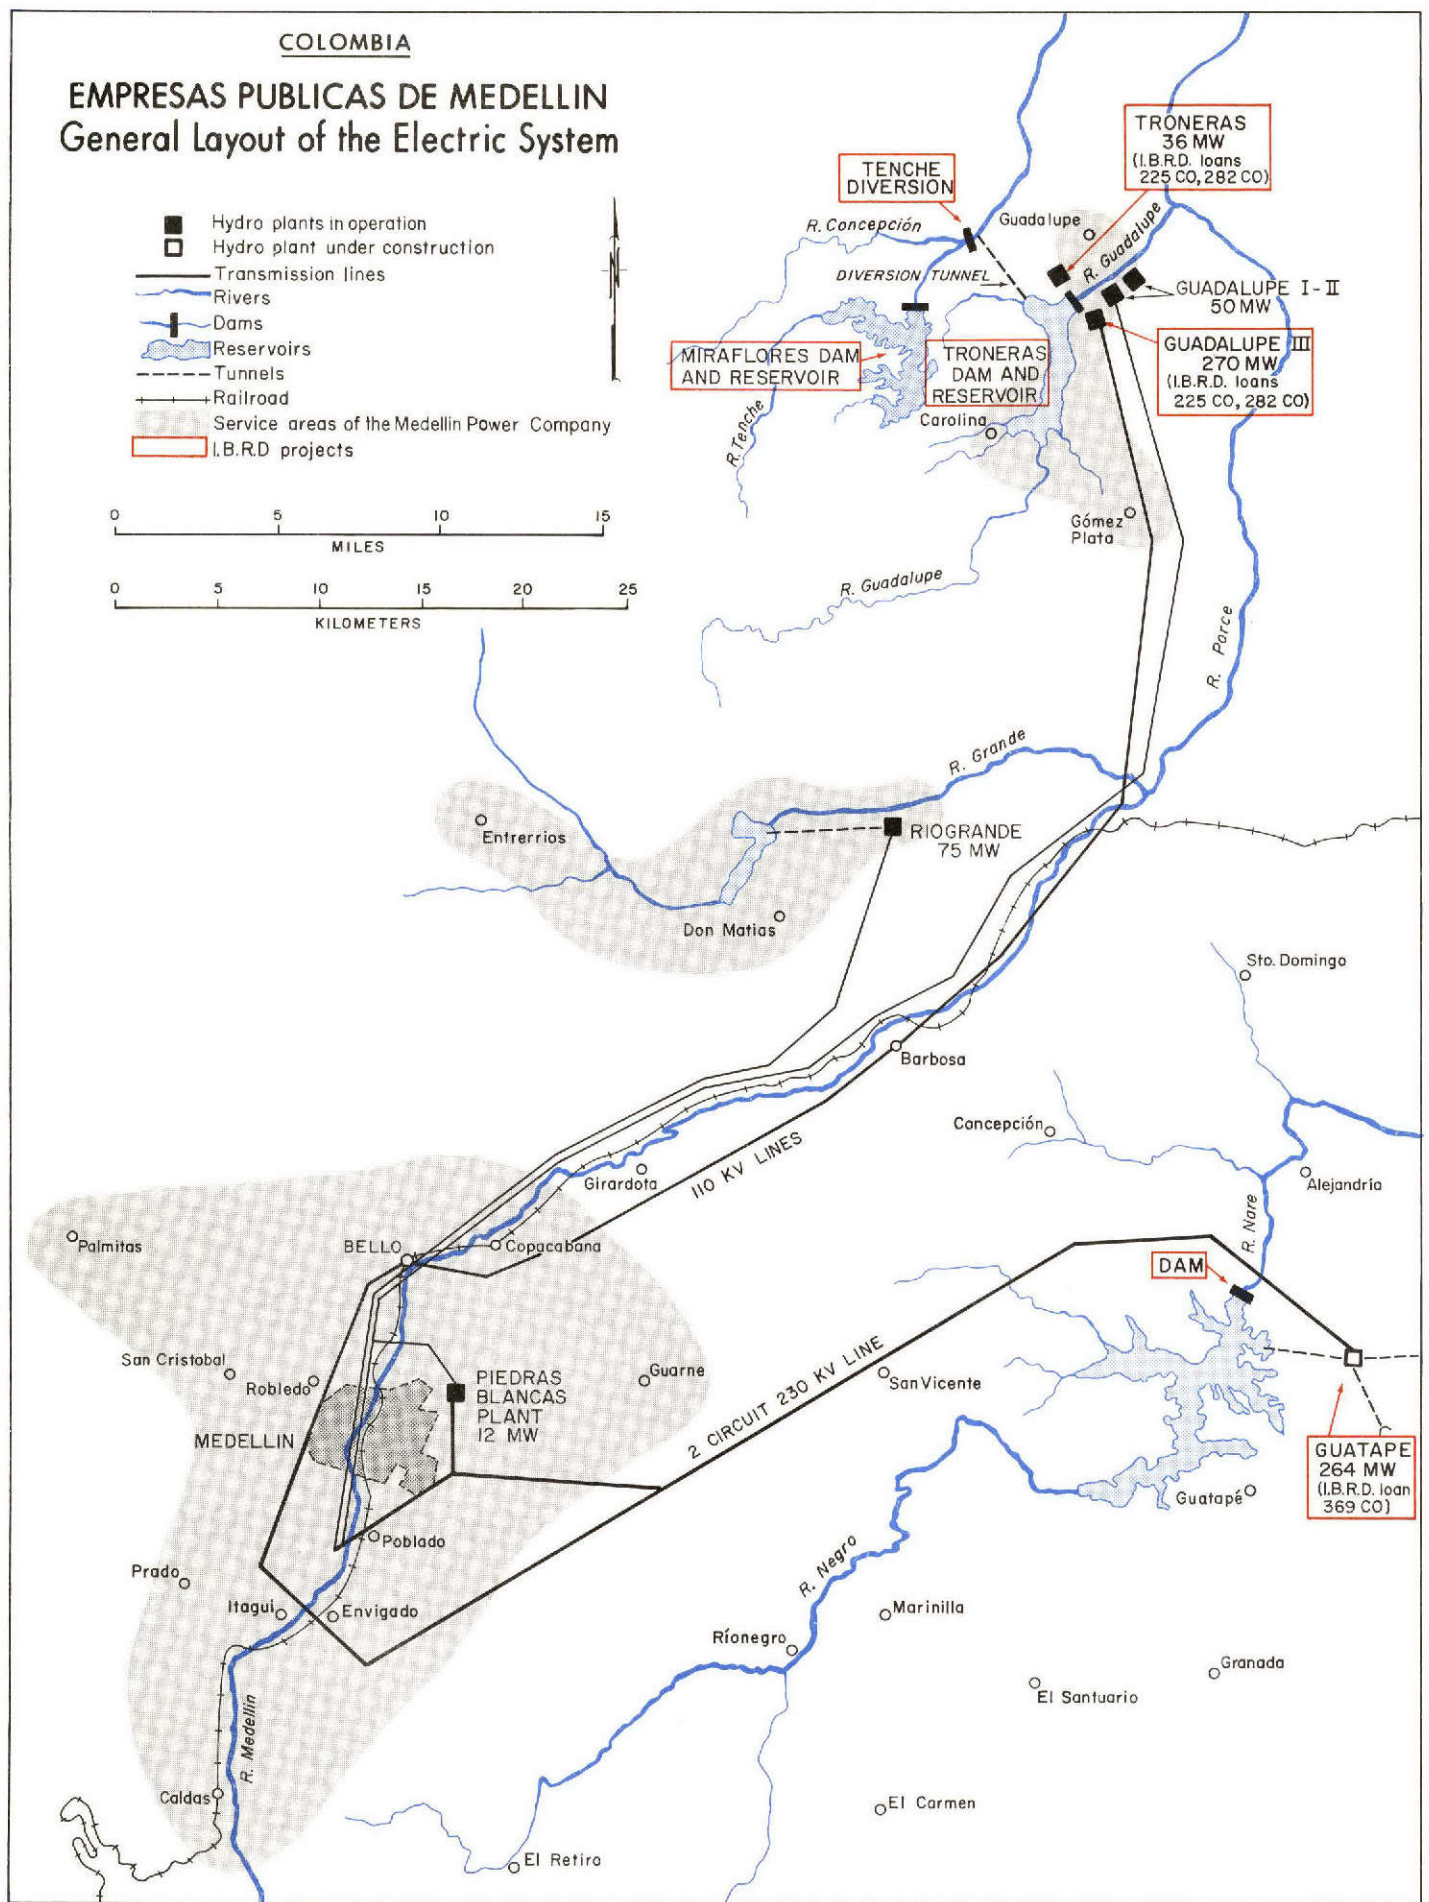 COLOMBIA
EMPRESAS PUBLICAS DE MEDELLIN
General Layout of the Electric System
Hydro plants in operation
Hydro plant under construction
Transmission lines
Rivers
Dams
Reservoirs
Tunnels
Railroad
Service areas of the Medellin Power Company
I.B.R.D projects
N
0 5 10 15
MILES
0 5 10 15 20 25
KILOMETERS
TRONERAS
36 MW
(I.B.R.D. loans
225 CO, 282 CO)
TENCHE
DIVERSION
R. Concepción
Guadalupe
R. Guadalupe
DIVERSION TUNNEL
GUADALUPE I-II
50 MW
GUADALUPE III
270 MW
(I.B.R.D. loans
225 CO, 282 CO)
MIRAFLORES DAM
AND RESERVOIR
TRONERAS
DAM AND
RESERVOIR
R. Tenche
Carolina
Gómez
Plata
R. Guadalupe
R. Porce
R. Grande
Entrerrios
RIOGRANDE
75 MW
Don Matias
Sto. Domingo
Barbosa
Concepción
Girardota
110 KV LINES
Alejandría
R. Nare
Palmitas
BELLO
Copacabana
DAM
San Cristobal
Robledo
PIEDRAS
BLANCAS
PLANT
12 MW
Guarne
2 CIRCUIT 230 KV LINE
San Vicente
MEDELLIN
GUATAPE
264 MW
(I.B.R.D. loan
369 CO)
Guatapé
Poblado
Prado
R. Negro
Itagui
Envigado
Marinilla
Ríonegro
Granada
El Santuario
R. Medellin
Caldas
El Carmen
El Retiro